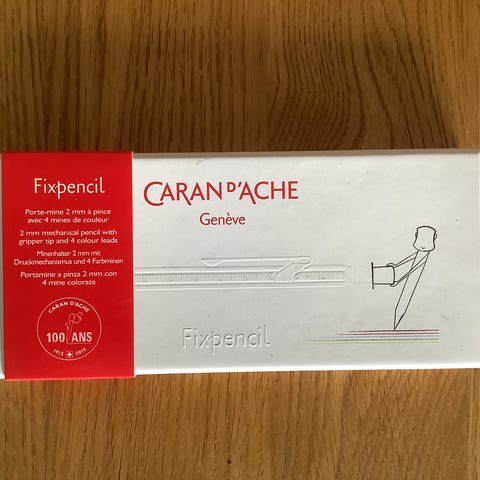 Fixpencil
Porte-mine 2 mm à pince
avec 4 mines de couleur
2 mm mechanical pencil with
gripper tip and 4 colour leads
Minenhalter 2 mm mit
Druckmechanismus und 4 Farbminen
Portamine a pinza 2 mm con
4 mine colorate
CARAN D'ACHE
100 ANS
1915 2015
CARAN D'ACHE
Genève
Fixpencil